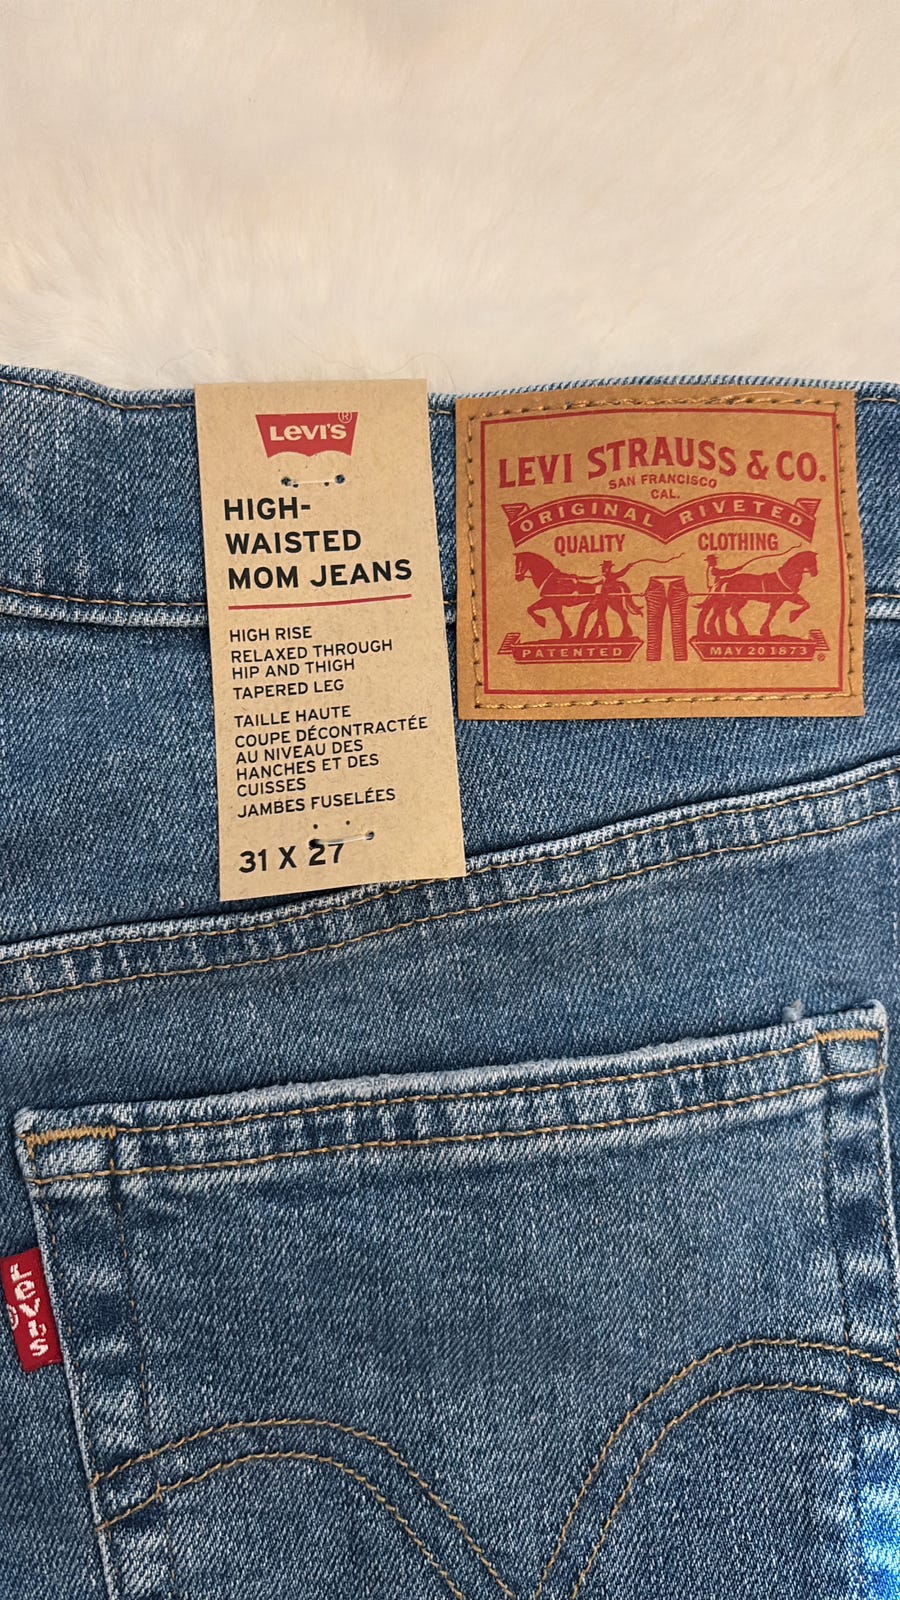 LEVI'S®
HIGH-
WAISTED
MOM JEANS
HIGH RISE
RELAXED THROUGH
HIP AND THIGH
TAPERED LEG
TAILLE HAUTE
COUPE DÉCONTRACTÉE
AU NIVEAU DES
HANCHES ET DES
CUISSES
JAMBES FUSELÉES
31 X 27
LEVI STRAUSS & CO.
SAN FRANCISCO
CAL.
ORIGINAL RIVETED
QUALITY CLOTHING
PATENTED MAY 20 1873 ®
LEVI'S ®